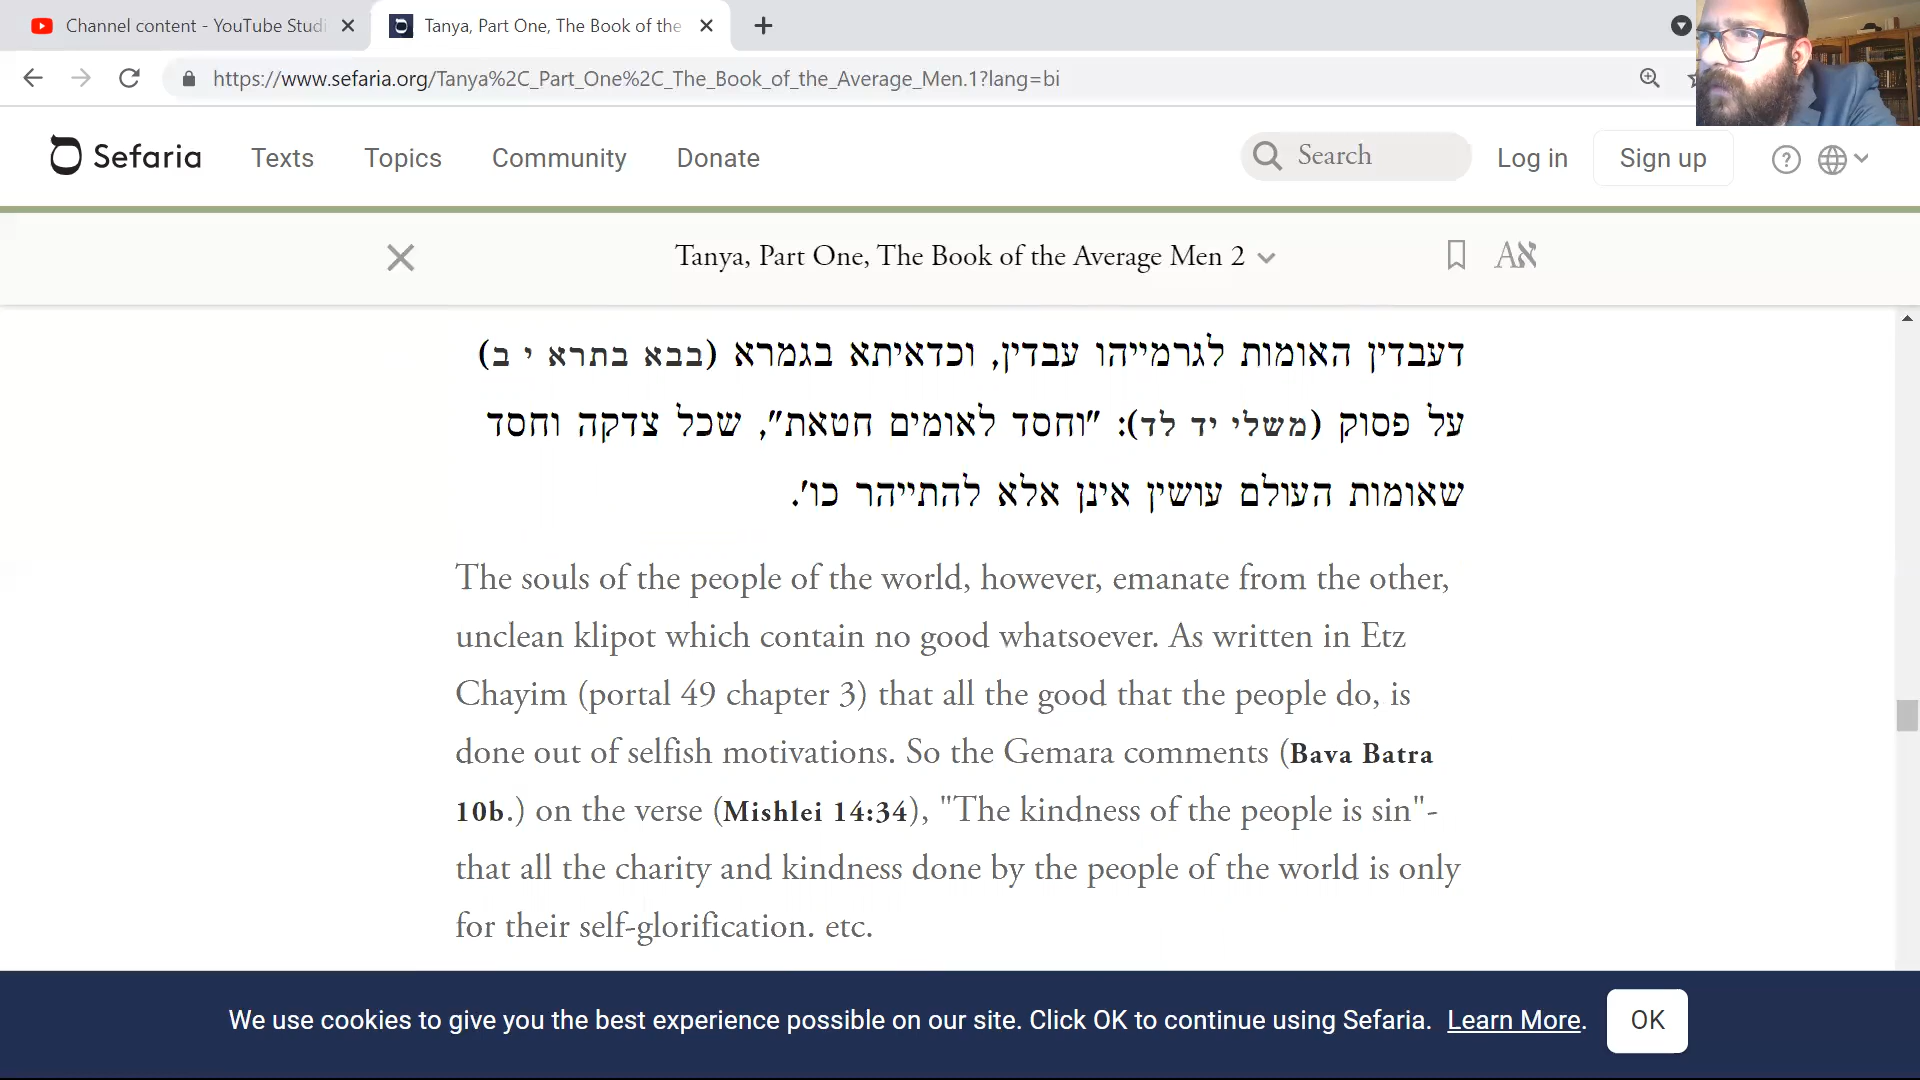 Channel content - YouTube Studi
Tanya, Part One, The Book of the
https://www.sefaria.org/Tanya%2C_Part_One%2C_The_Book_of_the_Average_Men.1?lang=bi
Sefaria
Texts
Topics
Community
Donate
Search
Log in
Sign up
Tanya, Part One, The Book of the Average Men 2
Aא
דעבדין האומות לגרמייהו עבדין, וכדאיתא בגמרא (בבא בתרא י ב)
על פסוק (משלי יד לד): "וחסד לאומים חטאת", שכל צדקה וחסד
שאומות העולם עושין אינן אלא להתייהר כו'.
The souls of the people of the world, however, emanate from the other,
unclean klipot which contain no good whatsoever. As written in Etz
Chayim (portal 49 chapter 3) that all the good that the people do, is
done out of selfish motivations. So the Gemara comments (Bava Batra
10b.) on the verse (Mishlei 14:34), "The kindness of the people is sin"-
that all the charity and kindness done by the people of the world is only
for their self-glorification. etc.
We use cookies to give you the best experience possible on our site. Click OK to continue using Sefaria. Learn More.
OK